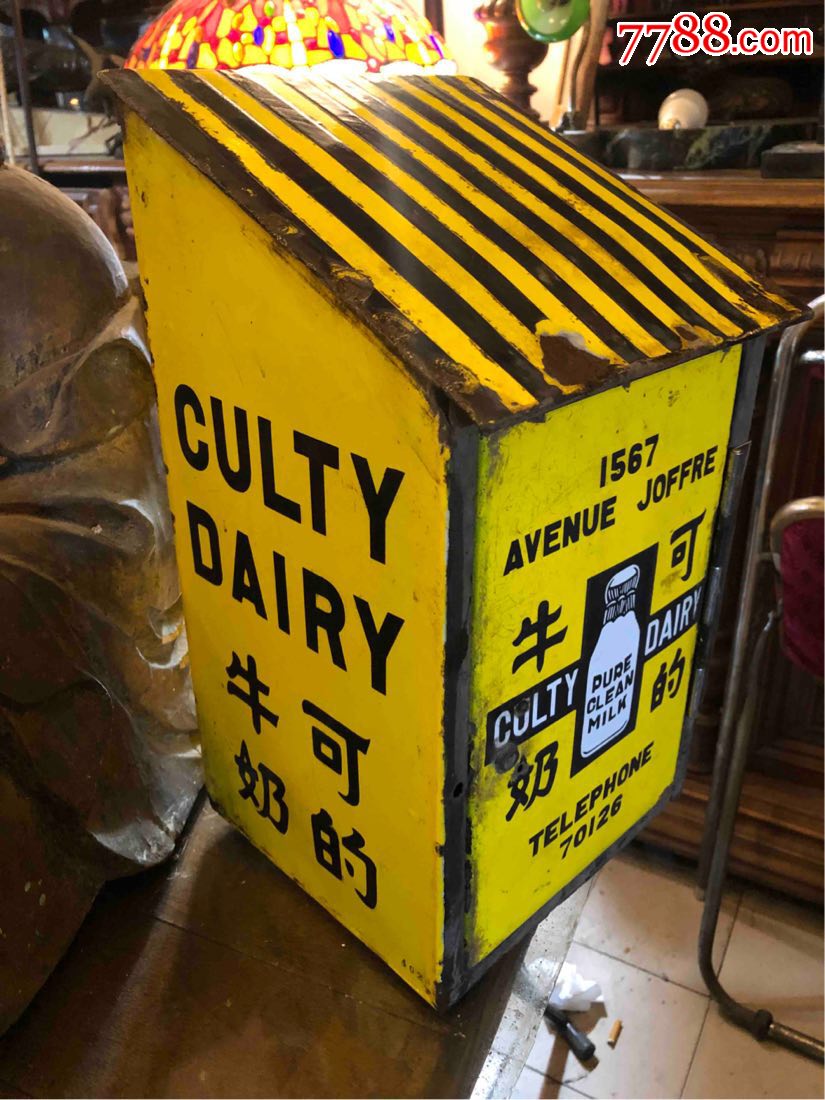 7788.com
CULTY
DAIRY
可的
牛奶
402
1567
AVENUE JOFFRE
可的
牛奶
CULTY DAIRY
PURE
CLEAN
MILK
TELEPHONE
70126